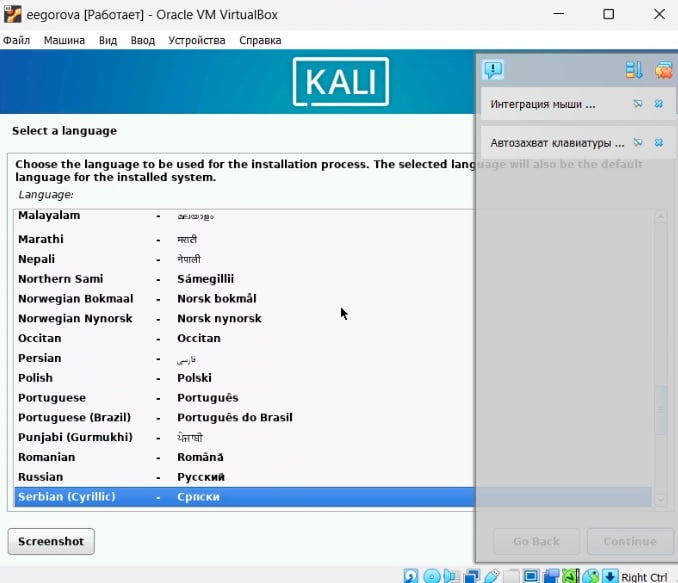 eegorova [Работает] - Oracle VM VirtualBox
Файл Машина Вид Ввод Устройства Справка
KALI
Интеграция мыши ...
Автозахват клавиатуры ...
Select a language
Choose the language to be used for the installation process. The selected language will also be the default
language for the installed system.
Language:
Malayalam - മലയാളം
Marathi - मराठी
Nepali - नेपाली
Northern Sami - Sámegillii
Norwegian Bokmaal - Norsk bokmål
Norwegian Nynorsk - Norsk nynorsk
Occitan - Occitan
Persian - فارسی
Polish - Polski
Portuguese - Português
Portuguese (Brazil) - Português do Brasil
Punjabi (Gurmukhi) - ਪੰਜਾਬੀ
Romanian - Română
Russian - Русский
Serbian (Cyrillic) - Српски
Screenshot Go Back Continue
Right Ctrl